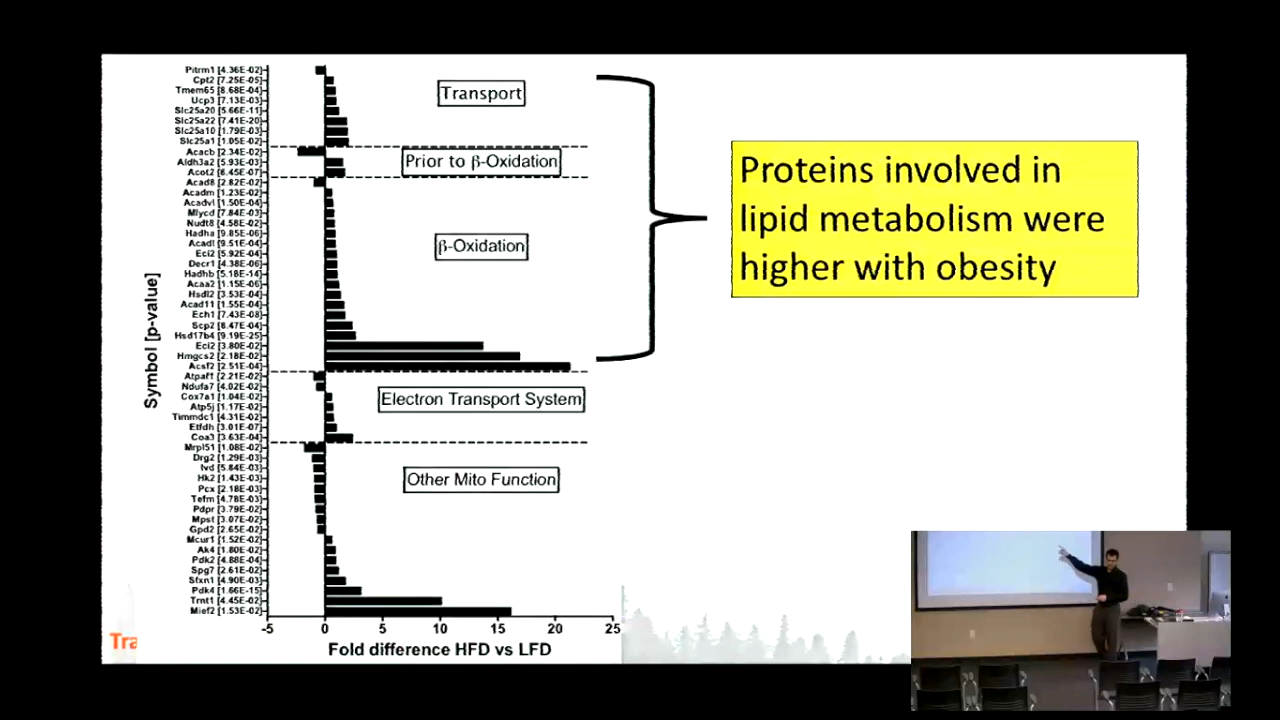 Pitrm1 [4.36E-02]
Cpt2 [7.25E-05]
Tmem65 [8.68E-04]
Ucp3 [7.13E-03]
Slc25a20 [5.66E-11]
Slc25a22 [7.41E-20]
Slc25a10 [1.79E-03]
Slc25a1 [1.05E-02]
Acacb [2.34E-02]
Aldh3a2 [5.93E-03]
Acot2 [8.45E-07]
Acad8 [2.82E-02]
Acadm [1.23E-02]
Acadvl [1.50E-04]
Mlycd [7.84E-03]
Nudt8 [4.58E-02]
Hadha [9.85E-06]
Acadl [9.51E-04]
Eci2 [5.92E-04]
Decr1 [4.38E-06]
Hadhb [5.18E-14]
Acaa2 [1.15E-06]
Hsdl2 [3.53E-04]
Acad11 [1.55E-04]
Ech1 [7.43E-08]
Scp2 [8.47E-04]
Hsd17b4 [9.19E-25]
Eci2 [3.80E-02]
Hmgcs2 [2.18E-02]
Acsf2 [2.51E-04]
Atpaf1 [2.21E-02]
Ndufa7 [4.02E-02]
Cox7a1 [1.04E-02]
Atp5j [1.17E-02]
Timmdc1 [4.31E-02]
Etfdh [3.01E-07]
Coa3 [3.63E-04]
Mrpl51 [1.08E-02]
Drg2 [1.29E-03]
Ivd [5.84E-03]
Hk2 [1.43E-03]
Pcx [2.18E-03]
Tefm [4.78E-03]
Pdpr [3.79E-02]
Mpst [3.07E-02]
Gpd2 [2.65E-02]
Mcur1 [1.52E-02]
Ak4 [1.80E-02]
Pdk2 [4.88E-04]
Spg7 [2.61E-02]
Sfxn1 [4.90E-03]
Pdk4 [1.66E-15]
Trnt1 [4.45E-02]
Mief2 [1.53E-02]
Symbol [p-value]
Transport
Prior to β-Oxidation
β-Oxidation
Electron Transport System
Other Mito Function
-5 0 5 10 15 20 25
Fold difference HFD vs LFD
Proteins involved in
lipid metabolism were
higher with obesity
Tra